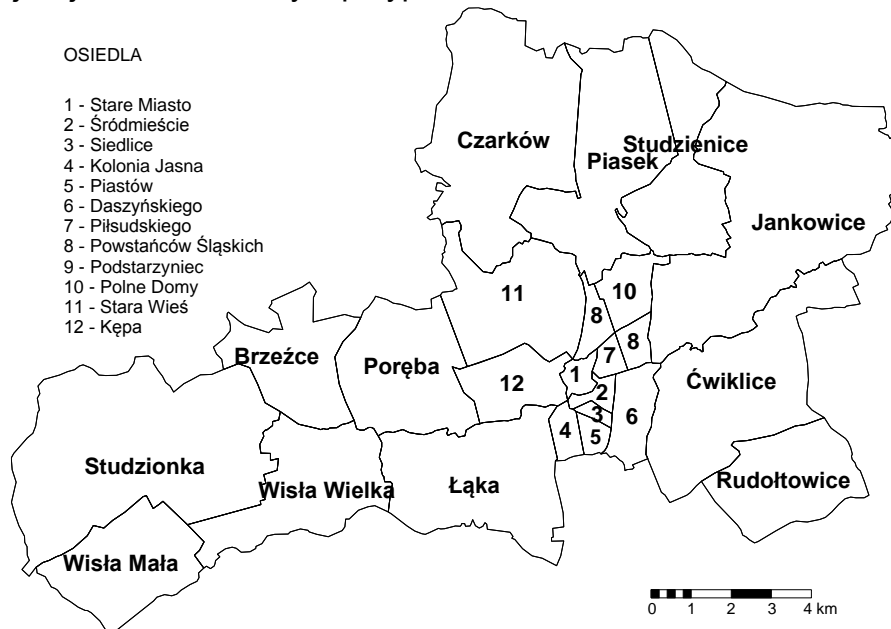 OSIEDLA
1 - Stare Miasto
2 - Śródmieście
3 - Siedlice
4 - Kolonia Jasna
5 - Piastów
6 - Daszyńskiego
7 - Piłsudskiego
8 - Powstańców Śląskich
9 - Podstarzyniec
10 - Polne Domy
11 - Stara Wieś
12 - Kępa
Czarków
Studzienice
Piasek
Jankowice
11
10
8
8
7
Brzeźce
Poręba
1
Ćwiklice
12
2
3
6
4
5
Studzionka
Wisła Wielka
Łąka
Rudołtowice
Wisła Mała
0 1 2 3 4 km